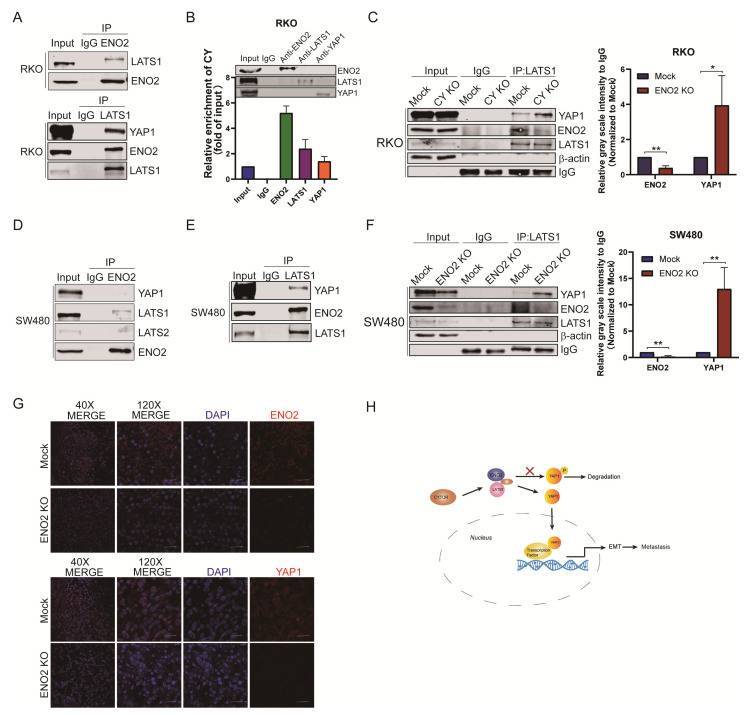 A
IP
Input IgG ENO2
LATS1
ENO2
RKO
IP
Input IgG LATS1
YAP1
ENO2
LATS1
RKO
B
RKO
Input IgG Anti-ENO2 Anti-LATS1 Anti-YAP1
ENO2
LATS1
YAP1
Relative enrichment of CY
(fold of input)
8
6
4
2
0
Input IgG ENO2 LATS1 YAP1
C
Input IgG IP:LATS1
Mock CY KO Mock CY KO Mock CY KO
YAP1
ENO2
LATS1
β-actin
IgG
RKO
RKO
Mock
ENO2 KO
Relative gray scale intensity to IgG
(Normalized to Mock)
6
4
2
0
**
*
ENO2 YAP1
D
IP
Input IgG ENO2
YAP1
LATS1
LATS2
ENO2
SW480
E
IP
Input IgG LATS1
YAP1
ENO2
LATS1
SW480
F
Input IgG IP:LATS1
Mock ENO2 KO Mock ENO2 KO Mock ENO2 KO
YAP1
ENO2
LATS1
β-actin
IgG
SW480
SW480
Mock
ENO2 KO
Relative gray scale intensity to IgG
(Normalized to Mock)
20
15
10
5
0
**
**
ENO2 YAP1
G
40X MERGE 120X MERGE DAPI ENO2
Mock
ENO2 KO
40X MERGE 120X MERGE DAPI YAP1
Mock
ENO2 KO
H
LATS1
P
YAP1
P
Degradation
YAP1
Nucleus
YAP1
Transcription
Factor
EMT
Metastasis